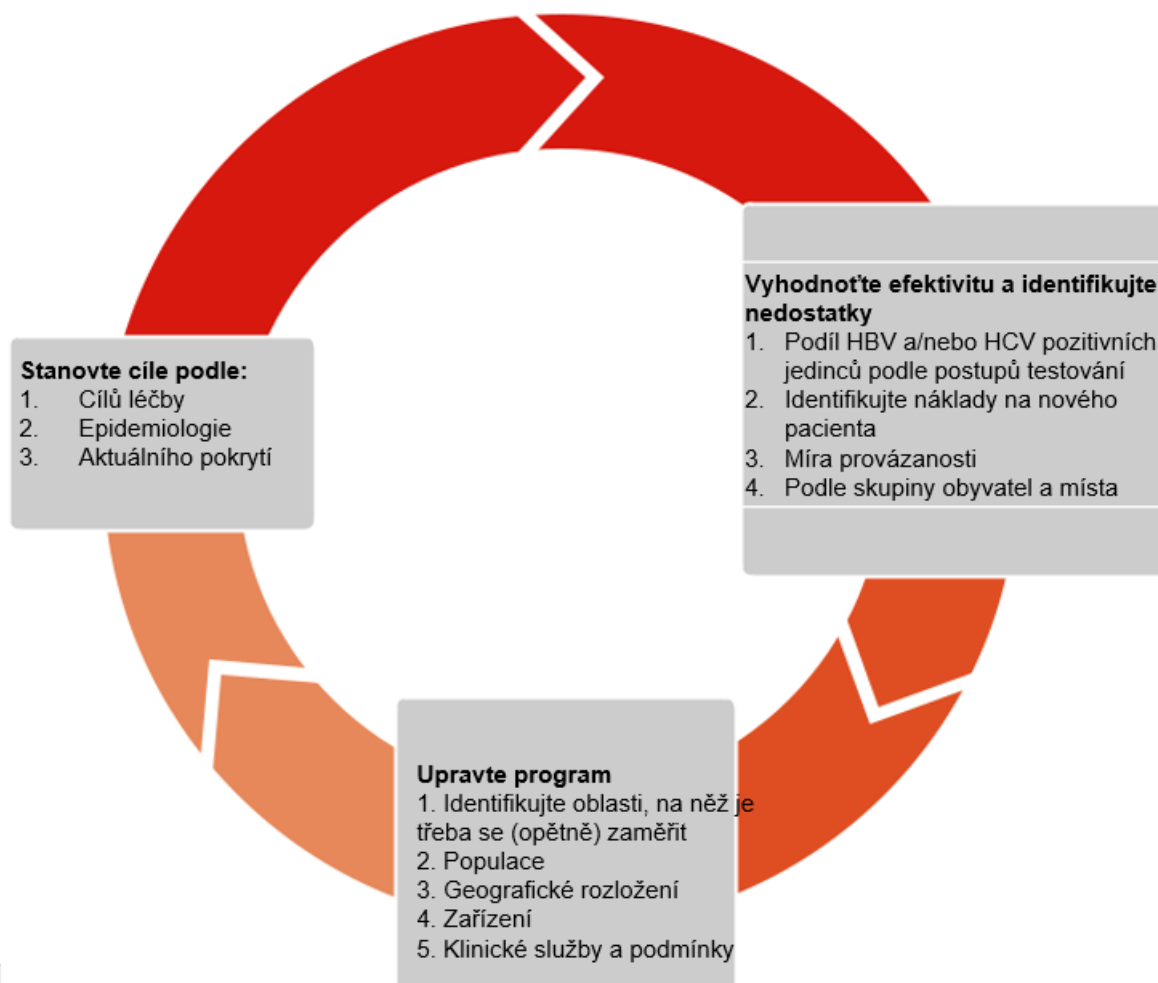 Stanovte cíle podle:
1. Cílů léčby
2. Epidemiologie
3. Aktuálního pokrytí
Vyhodnoťte efektivitu a identifikujte
nedostatky
1. Podíl HBV a/nebo HCV pozitivních
jedinců podle postupů testování
2. Identifikujte náklady na nového
pacienta
3. Míra provázanosti
4. Podle skupiny obyvatel a místa
Upravte program
1. Identifikujte oblasti, na něž je
třeba se (opětně) zaměřit
2. Populace
3. Geografické rozložení
4. Zařízení
5. Klinické služby a podmínky